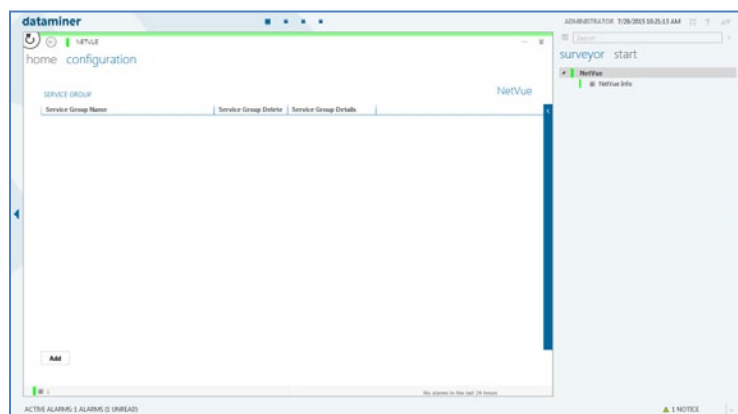 dataminer
ADMINISTRATOR 7/28/2015 10:21:13 AM ?
NETVUE
Search
home configuration
surveyor start
NetVue
NetVue Info
SERVICE GROUP
NetVue
Service Group Name Service Group Delete Service Group Details
Add
1
No alarms in the last 24 hours
ACTIVE ALARMS: 1 ALARMS (1 UNREAD)
1 NOTICE